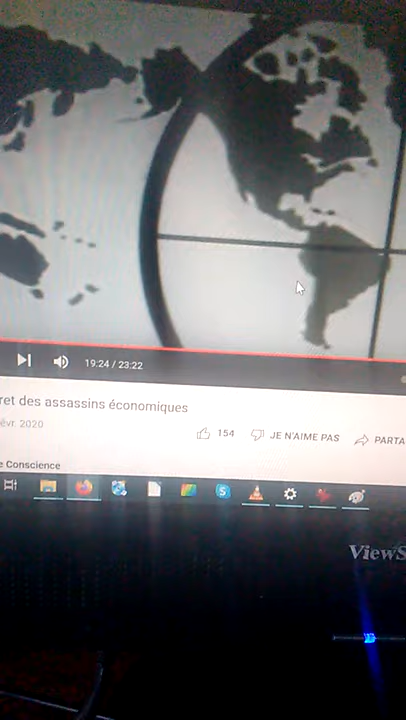 19:24 / 23:22
ret des assassins économiques
évr. 2020
154 JE N'AIME PAS PARTA
e Conscience
ViewS